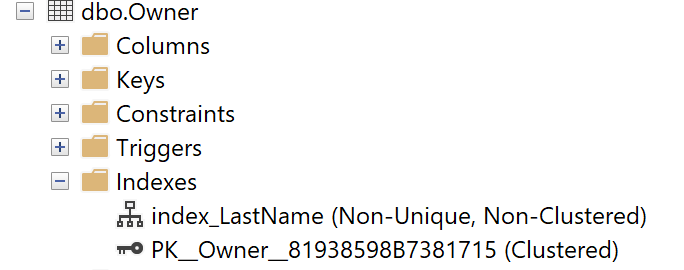 dbo.Owner
Columns
Keys
Constraints
Triggers
Indexes
index_LastName (Non-Unique, Non-Clustered)
PK__Owner__81938598B7381715 (Clustered)